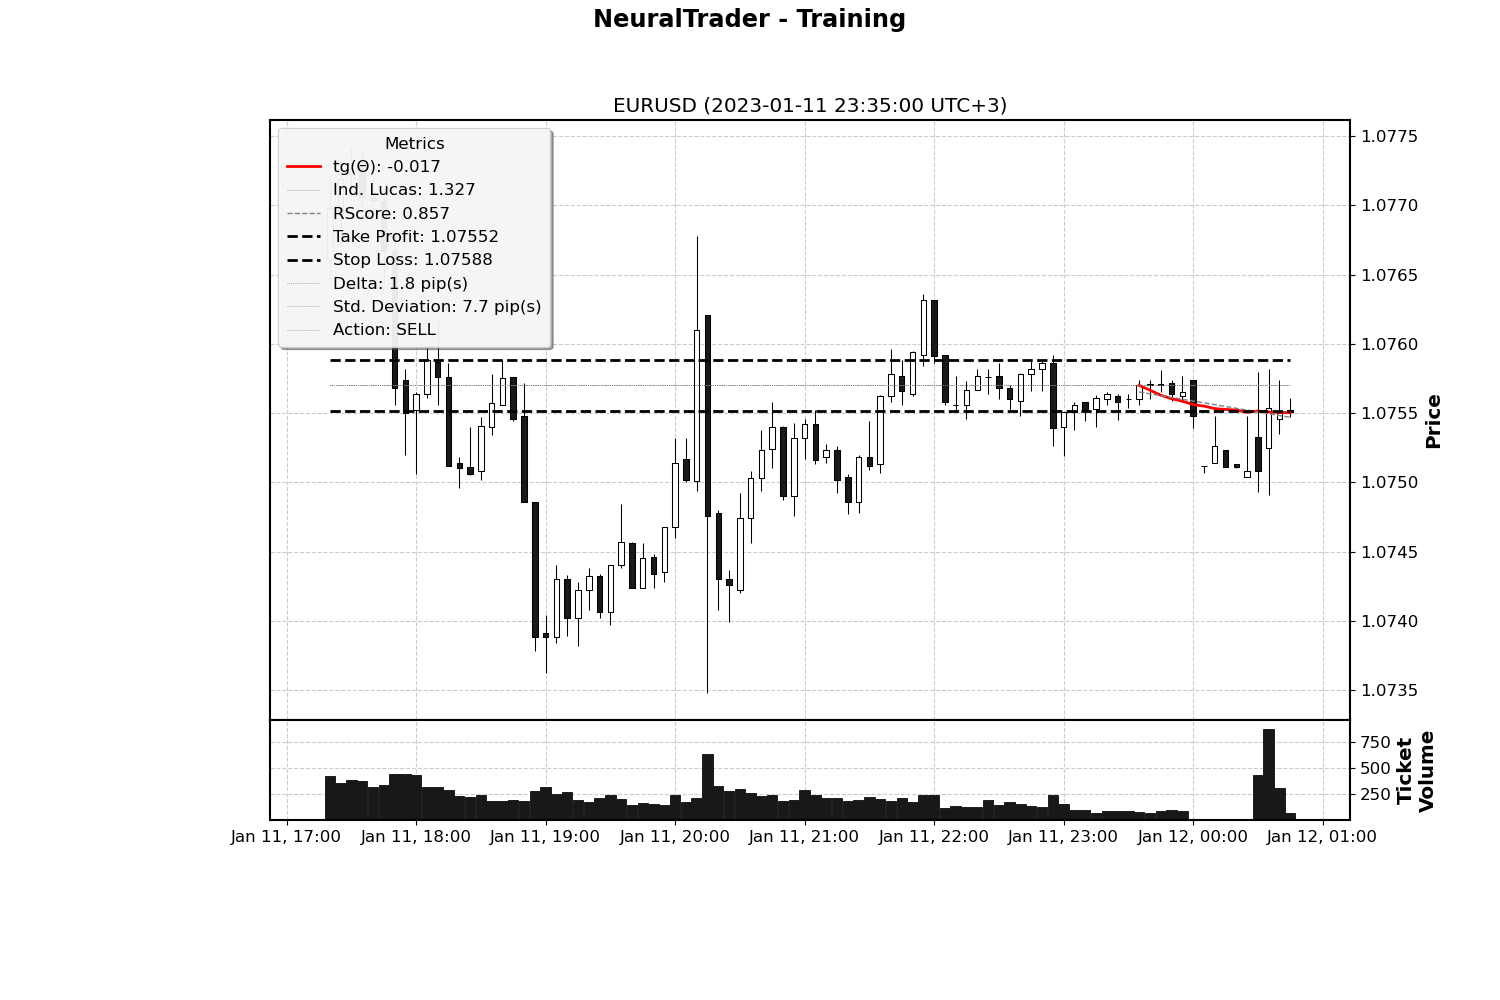 NeuralTrader - Training
EURUSD (2023-01-11 23:35:00 UTC+3)
Metrics
tg(Θ): -0.017
Ind. Lucas: 1.327
RScore: 0.857
Take Profit: 1.07552
Stop Loss: 1.07588
Delta: 1.8 pip(s)
Std. Deviation: 7.7 pip(s)
Action: SELL
1.0775
1.0770
1.0765
1.0760
1.0755
1.0750
1.0745
1.0740
1.0735
Price
750
500
250
Ticket
Volume
Jan 11, 17:00
Jan 11, 18:00
Jan 11, 19:00
Jan 11, 20:00
Jan 11, 21:00
Jan 11, 22:00
Jan 11, 23:00
Jan 12, 00:00
Jan 12, 01:00